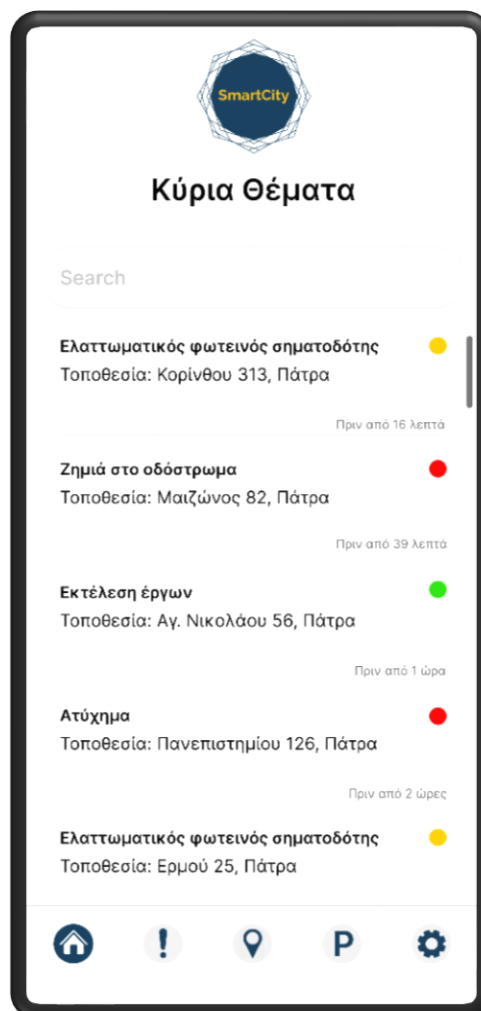 SmartCity
Κύρια Θέματα
Search
Ελαττωματικός φωτεινός σηματοδότης
Τοποθεσία: Κορίνθου 313, Πάτρα
Πριν από 16 λεπτά
Ζημιά στο οδόστρωμα
Τοποθεσία: Μαιζώνος 82, Πάτρα
Πριν από 39 λεπτά
Εκτέλεση έργων
Τοποθεσία: Αγ. Νικολάου 56, Πάτρα
Πριν από 1 ώρα
Ατύχημα
Τοποθεσία: Πανεπιστημίου 126, Πάτρα
Πριν από 2 ώρες
Ελαττωματικός φωτεινός σηματοδότης
Τοποθεσία: Ερμού 25, Πάτρα
! P